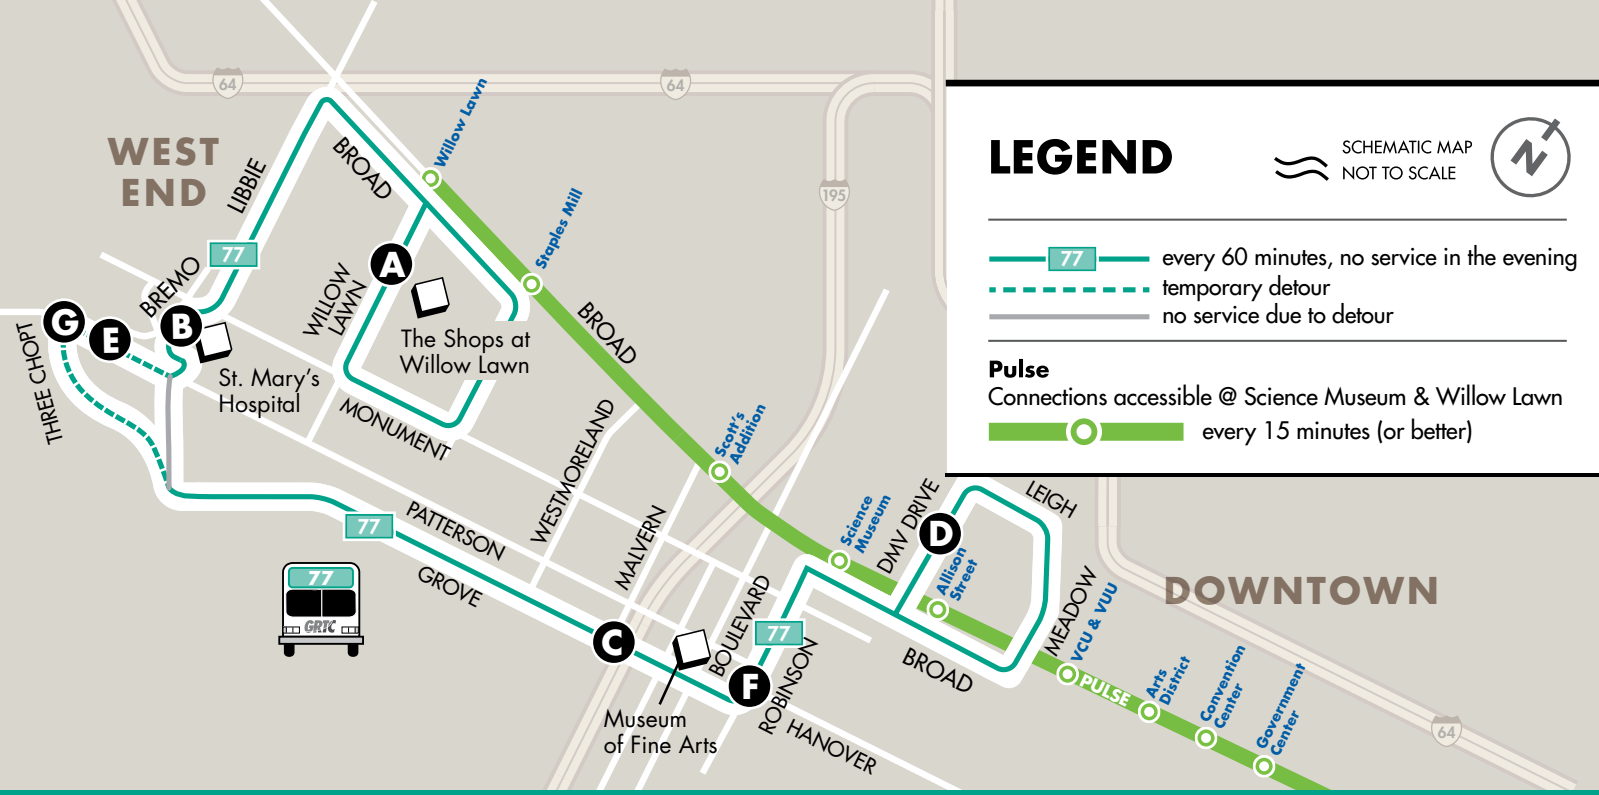 64
64
195
64
WEST
END
LIBBIE
BROAD
Willow Lawn
Staples Mill
77
BREMO
A
WILLOW
LAWN
The Shops at
Willow Lawn
BROAD
G
E
B
THREE CHOPT
St. Mary's
Hospital
MONUMENT
WESTMORELAND
Scott's
Addition
77
PATTERSON
GROVE
MALVERN
77
GRTC
C
Museum
of Fine Arts
BOULEVARD
77
F
ROBINSON
HANOVER
Science
Museum
DMV DRIVE
D
LEIGH
Allison
Street
BROAD
MEADOW
VCU & VUU
DOWNTOWN
PULSE
Arts
District
Convention
Center
Government
Center
LEGEND
SCHEMATIC MAP
NOT TO SCALE
N
77 every 60 minutes, no service in the evening
temporary detour
no service due to detour
Pulse
Connections accessible @ Science Museum & Willow Lawn
every 15 minutes (or better)